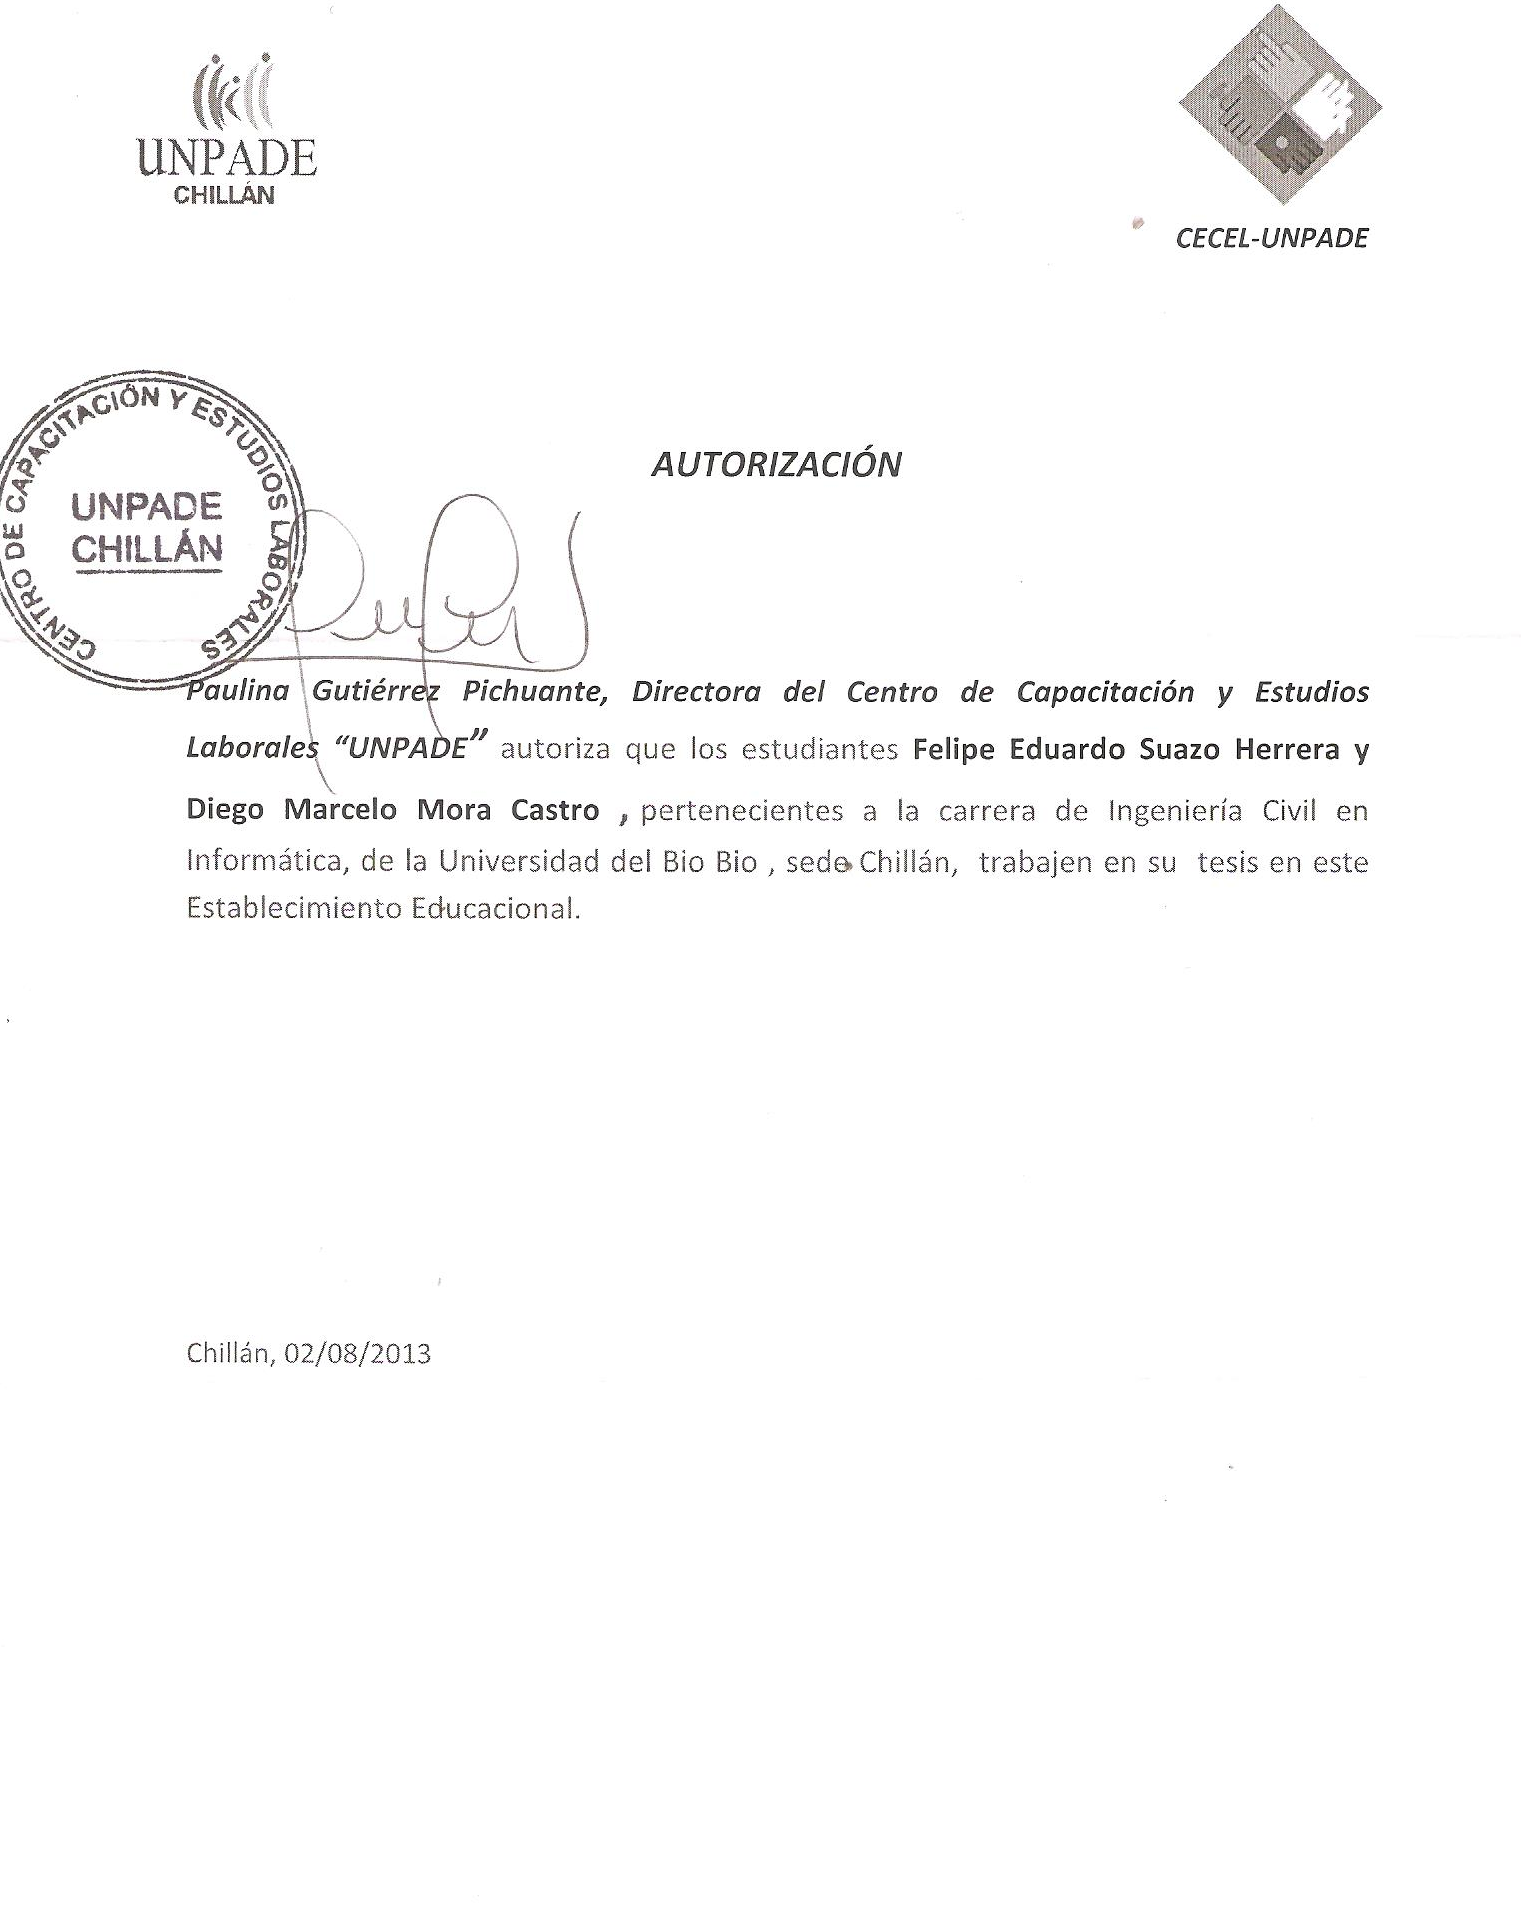 UNPADE
CHILLÁN
CECEL-UNPADE
CENTRO DE CAPACITACIÓN Y ESTUDIOS LABORALES
UNPADE
CHILLÁN
AUTORIZACIÓN
Paulina Gutiérrez Pichuante, Directora del Centro de Capacitación y Estudios
Laborales “UNPADE” autoriza que los estudiantes Felipe Eduardo Suazo Herrera y
Diego Marcelo Mora Castro , pertenecientes a la carrera de Ingeniería Civil en
Informática, de la Universidad del Bio Bio , sede Chillán, trabajen en su tesis en este
Establecimiento Educacional.
Chillán, 02/08/2013